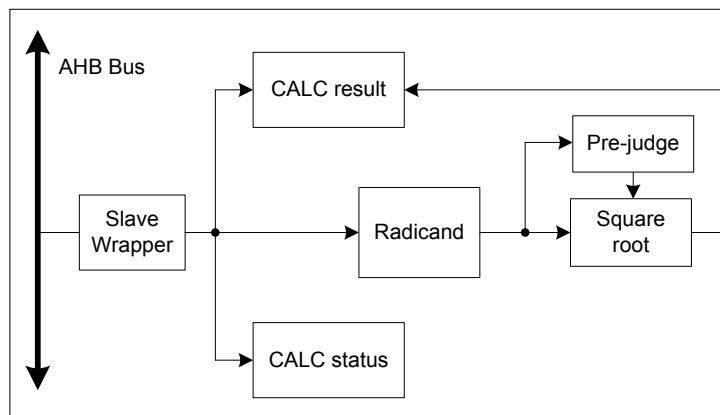 AHB Bus
CALC result
Pre-judge
Slave
Wrapper
Radicand
Square
root
CALC status